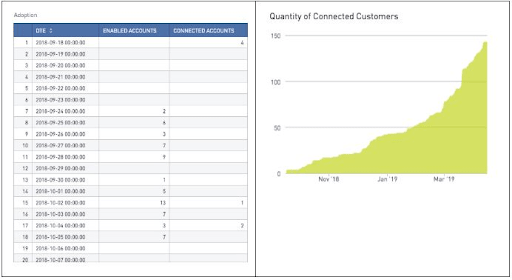 Adoption
DTE ENABLED ACCOUNTS CONNECTED ACCOUNTS
1 2018-09-18 00:00:00 4
2 2018-09-19 00:00:00
3 2018-09-20 00:00:00
4 2018-09-21 00:00:00
5 2018-09-22 00:00:00
6 2018-09-23 00:00:00
7 2018-09-24 00:00:00 2
8 2018-09-25 00:00:00 6
9 2018-09-26 00:00:00 3
10 2018-09-27 00:00:00 7
11 2018-09-28 00:00:00 9
12 2018-09-29 00:00:00
13 2018-09-30 00:00:00 1
14 2018-10-01 00:00:00 5
15 2018-10-02 00:00:00 13 1
16 2018-10-03 00:00:00 7
17 2018-10-04 00:00:00 3 2
18 2018-10-05 00:00:00 7
19 2018-10-06 00:00:00
20 2018-10-07 00:00:00
Quantity of Connected Customers
150
100
50
0
Nov '18 Jan '19 Mar '19